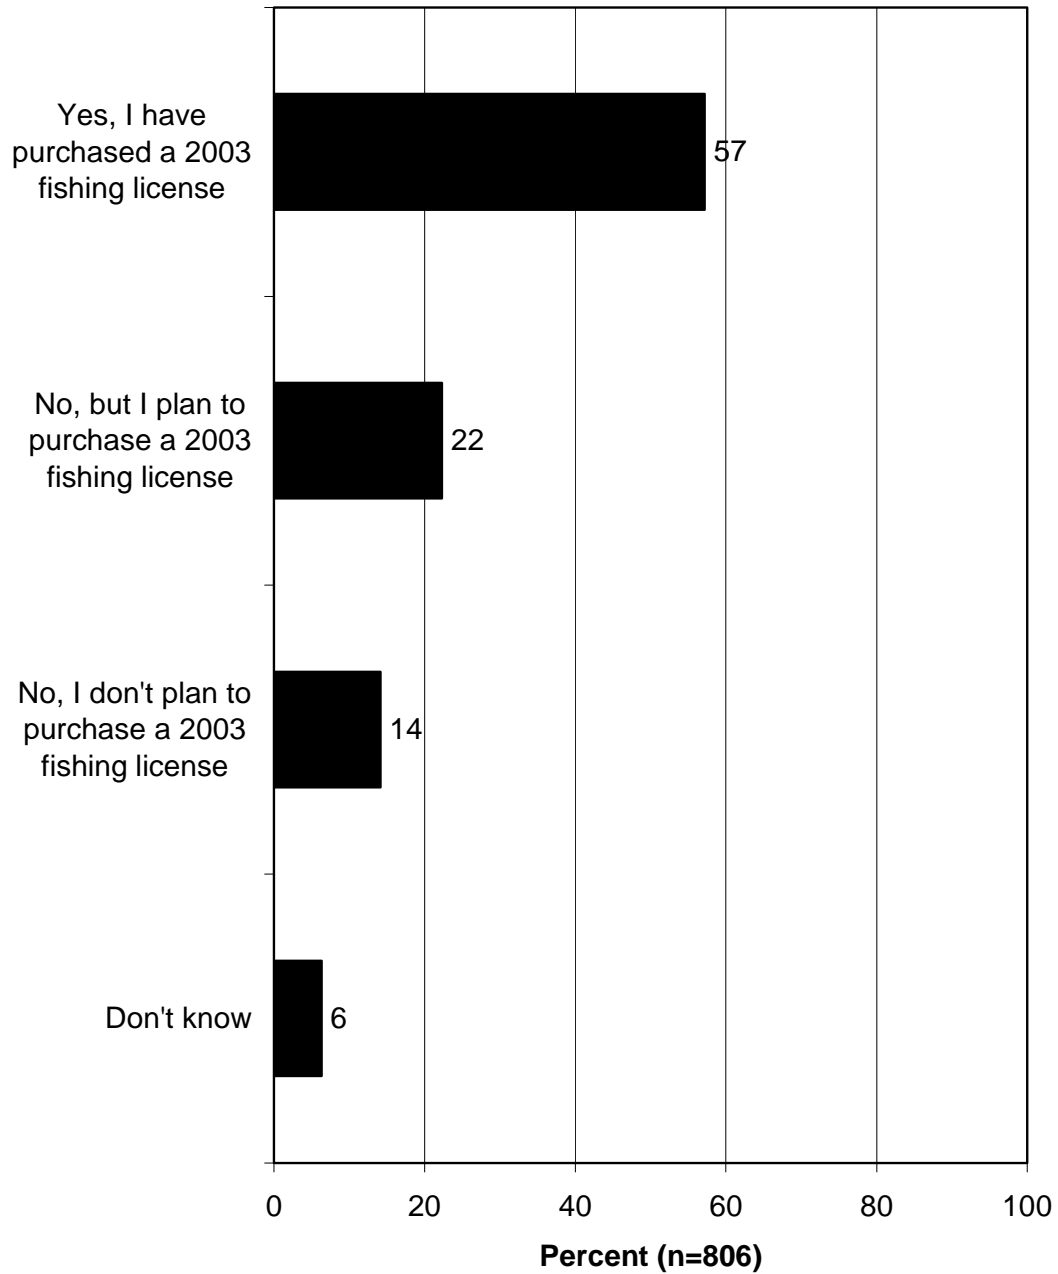 Yes, I have
purchased a 2003
fishing license
57
No, but I plan to
purchase a 2003
fishing license
22
No, I don't plan to
purchase a 2003
fishing license
14
Don't know
6
0 20 40 60 80 100
Percent (n=806)